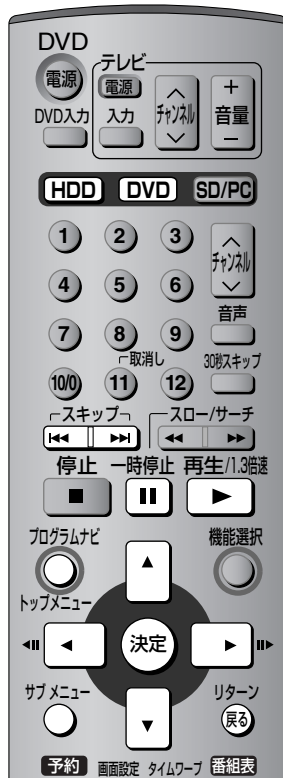 DVD
テレビ
電源
電源
チャンネル
+
音量
−
DVD入力
入力
HDD
DVD
SD/PC
1
2
3
チャンネル
4
5
6
7
8
9
音声
取消し
30秒スキップ
10/0
11
12
スキップ
スロー/サーチ
停止
一時停止
再生/1.3倍速
プログラムナビ
機能選択
トップメニュー
決定
サブ メニュー
リターン
戻る
予約
画面設定
タイムワープ
番組表